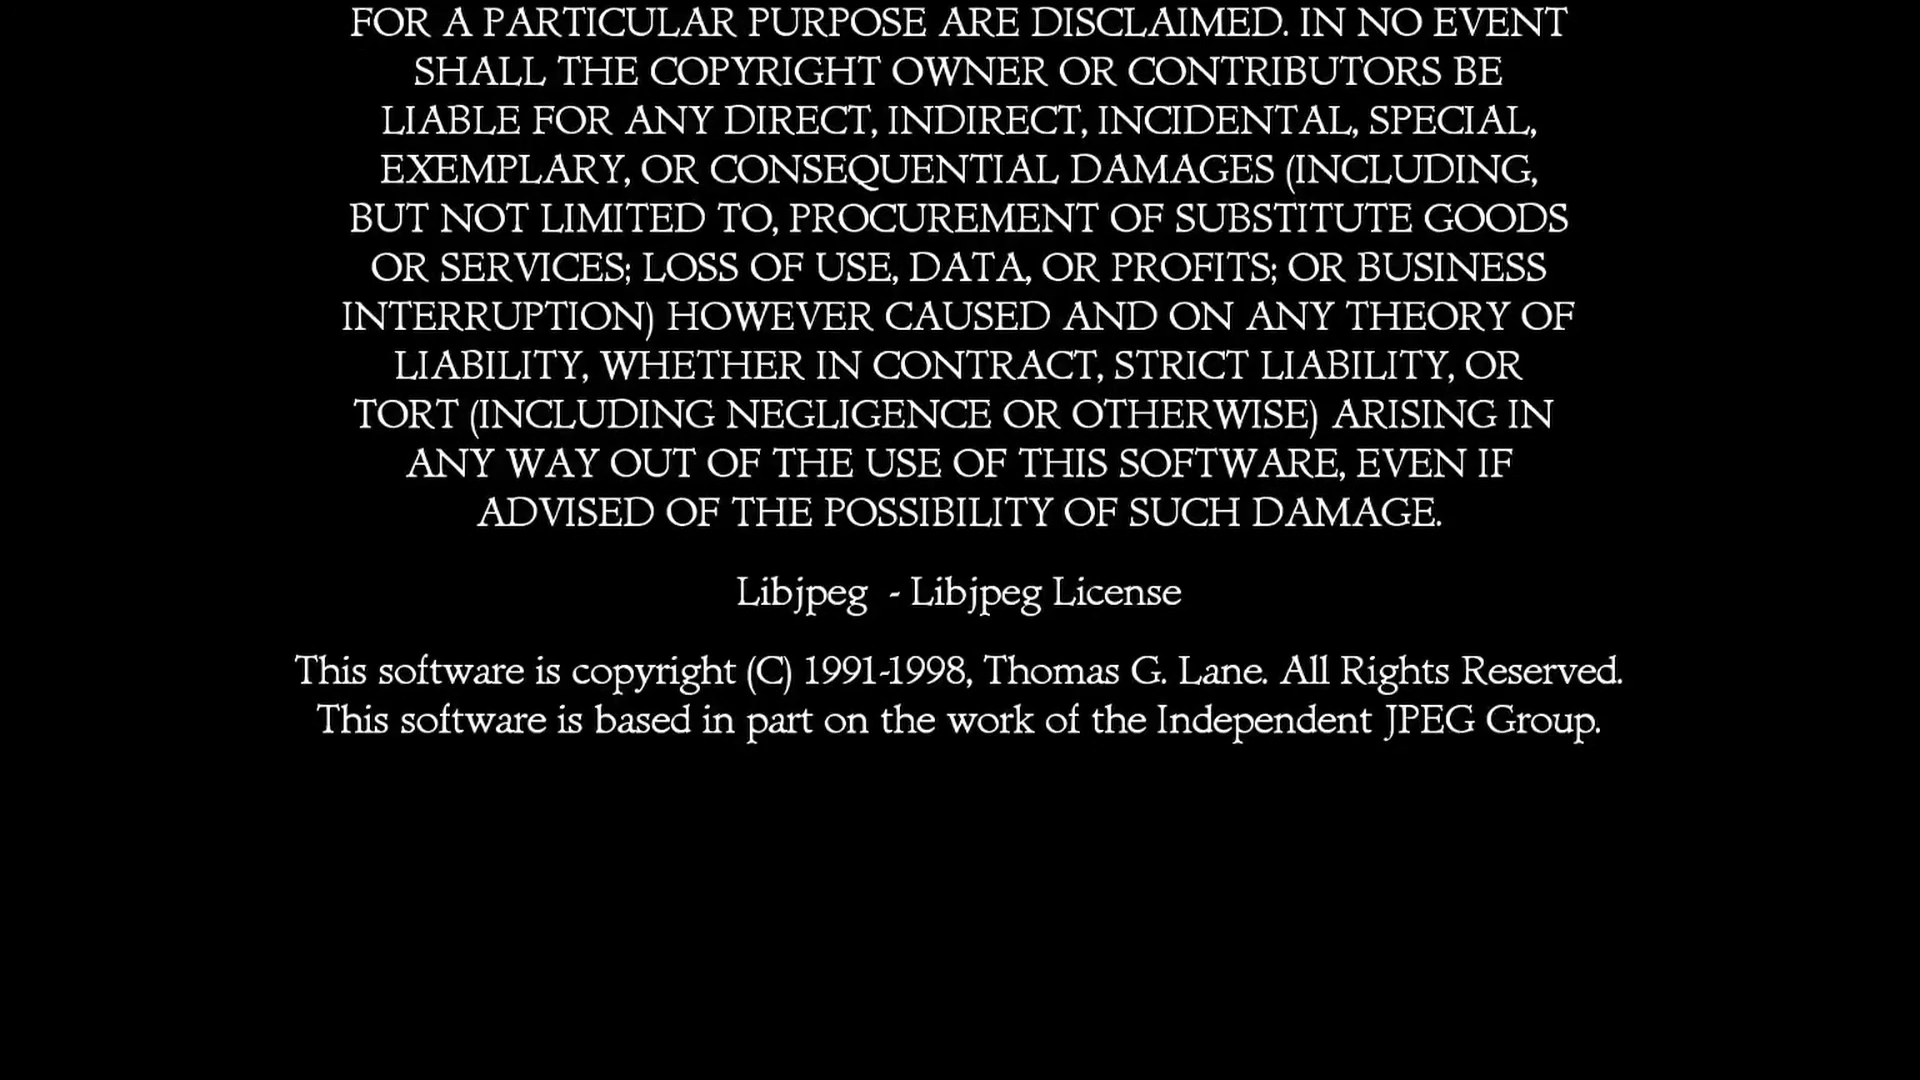 FOR A PARTICULAR PURPOSE ARE DISCLAIMED. IN NO EVENT
SHALL THE COPYRIGHT OWNER OR CONTRIBUTORS BE
LIABLE FOR ANY DIRECT, INDIRECT, INCIDENTAL, SPECIAL,
EXEMPLARY, OR CONSEQUENTIAL DAMAGES (INCLUDING,
BUT NOT LIMITED TO, PROCUREMENT OF SUBSTITUTE GOODS
OR SERVICES; LOSS OF USE, DATA, OR PROFITS; OR BUSINESS
INTERRUPTION) HOWEVER CAUSED AND ON ANY THEORY OF
LIABILITY, WHETHER IN CONTRACT, STRICT LIABILITY, OR
TORT (INCLUDING NEGLIGENCE OR OTHERWISE) ARISING IN
ANY WAY OUT OF THE USE OF THIS SOFTWARE, EVEN IF
ADVISED OF THE POSSIBILITY OF SUCH DAMAGE.
Libjpeg  - Libjpeg License
This software is copyright (C) 1991-1998, Thomas G. Lane. All Rights Reserved.
This software is based in part on the work of the Independent JPEG Group.